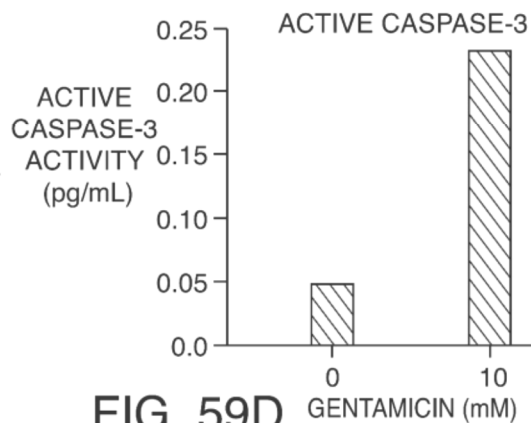 ACTIVE CASPASE-3
ACTIVE
CASPASE-3
ACTIVITY
(pg/mL)
0.25
0.20
0.15
0.10
0.05
0.0
0
10
GENTAMICIN (mM)
FIG. 59D